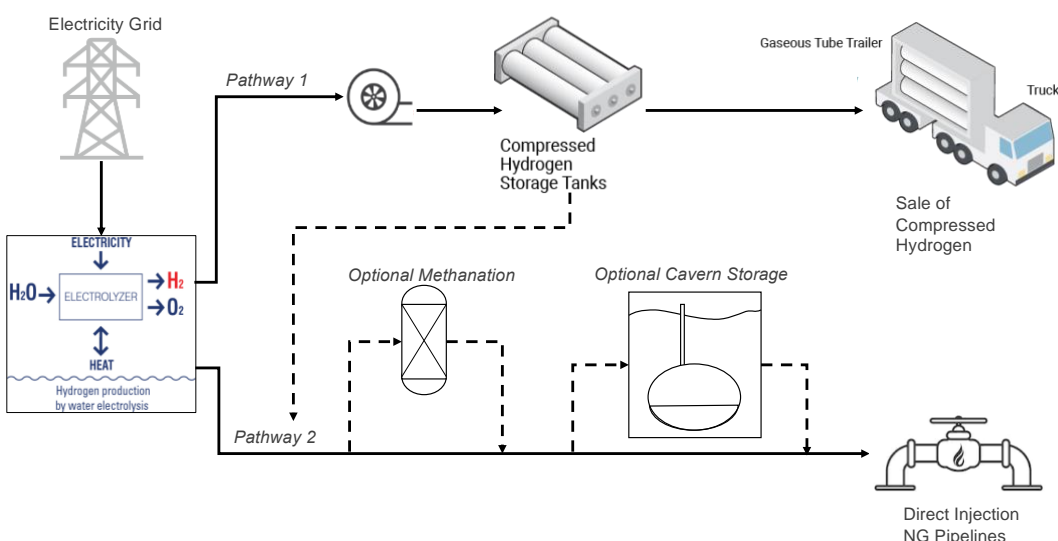 Electricity Grid
Pathway 1
Gaseous Tube Trailer
Truck
Compressed
Hydrogen
Storage Tanks
Sale of
Compressed
Hydrogen
ELECTRICITY
H₂O
ELECTROLYZER
H₂
O₂
HEAT
Hydrogen production
by water electrolysis
Optional Methanation
Optional Cavern Storage
Pathway 2
Direct Injection
NG Pipelines